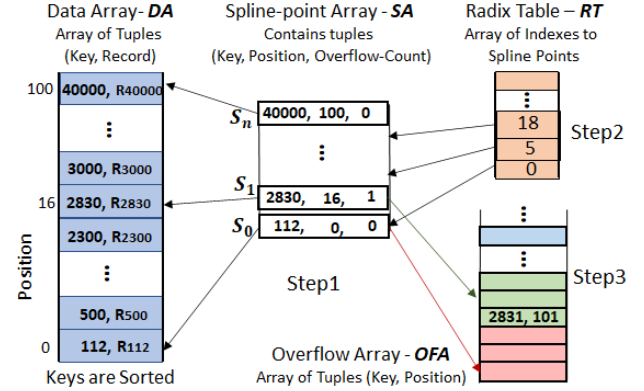 Data Array- DA
Array of Tuples
(Key, Record)
100
40000, R40000
3000, R3000
16
2830, R2830
2300, R2300
Position
500, R500
0
112, R112
Keys are Sorted
Spline-point Array - SA
Contains tuples
(Key, Position, Overflow-Count)
Sn
40000, 100, 0
S1
2830, 16, 1
S0
112, 0, 0
Step1
Radix Table – RT
Array of Indexes to
Spline Points
18
5
0
Step2
Step3
2831, 101
Overflow Array - OFA
Array of Tuples (Key, Position)